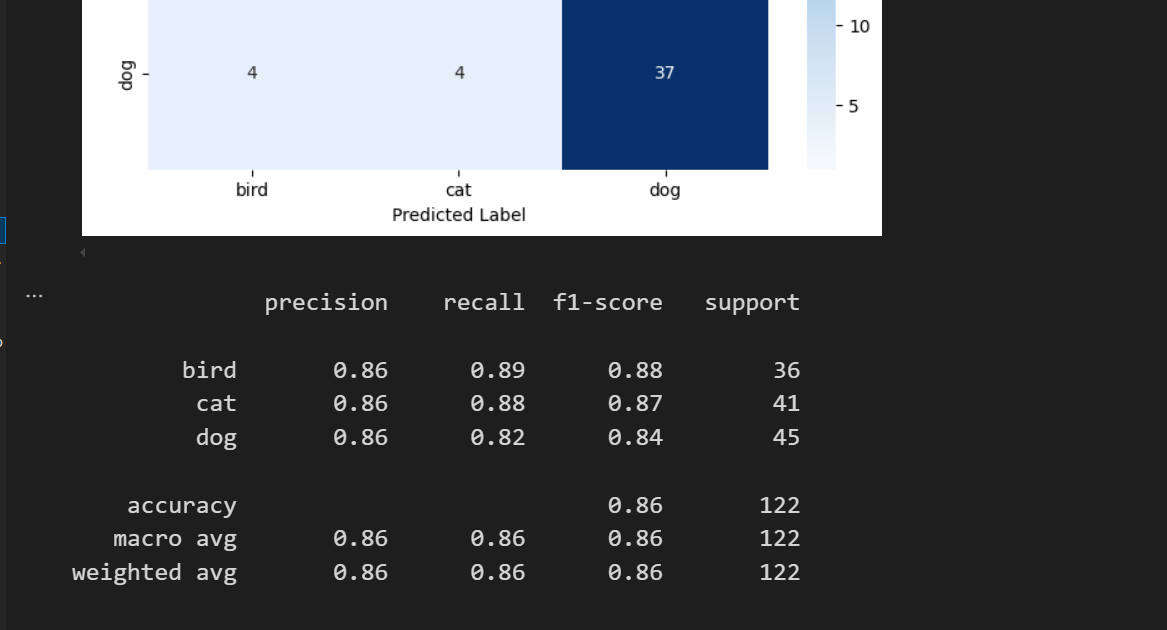 10
dog 4 4 37
5
bird cat dog
Predicted Label
...
precision recall f1-score support
bird 0.86 0.89 0.88 36
cat 0.86 0.88 0.87 41
dog 0.86 0.82 0.84 45
accuracy 0.86 122
macro avg 0.86 0.86 0.86 122
weighted avg 0.86 0.86 0.86 122